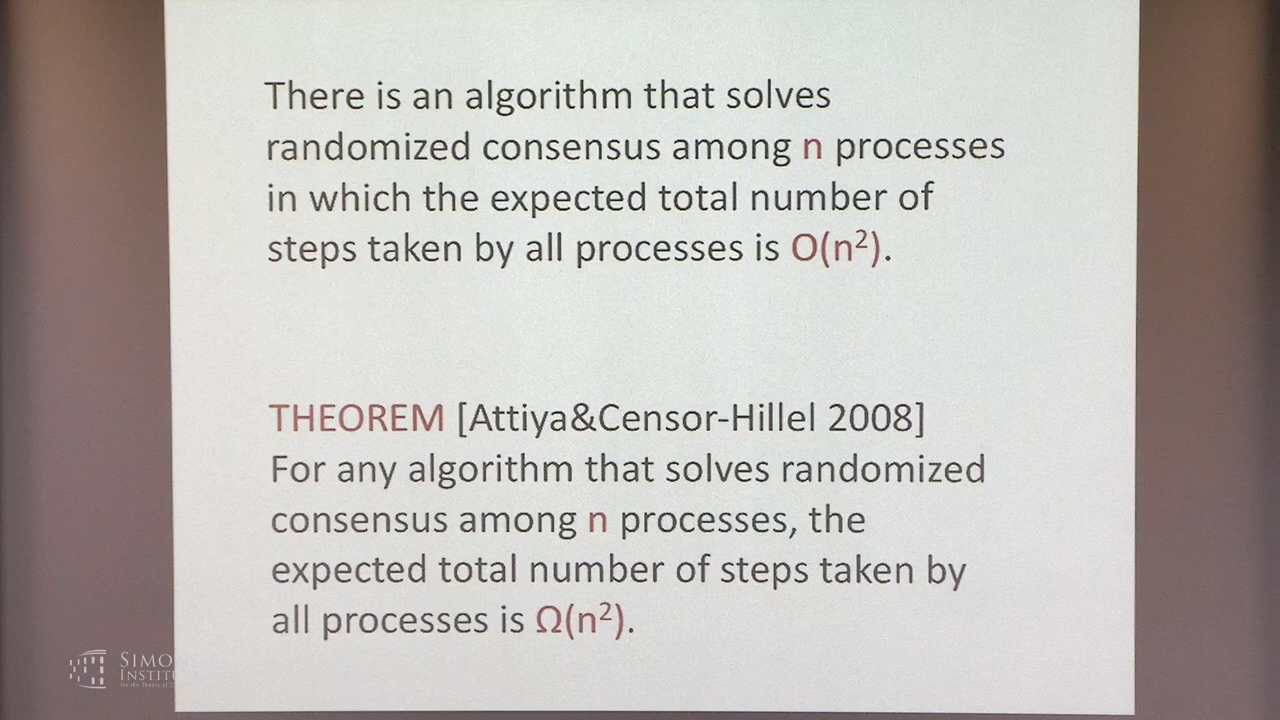 There is an algorithm that solves
randomized consensus among n processes
in which the expected total number of
steps taken by all processes is O(n²).
THEOREM [Attiya&Censor-Hillel 2008]
For any algorithm that solves randomized
consensus among n processes, the
expected total number of steps taken by
all processes is Ω(n²).